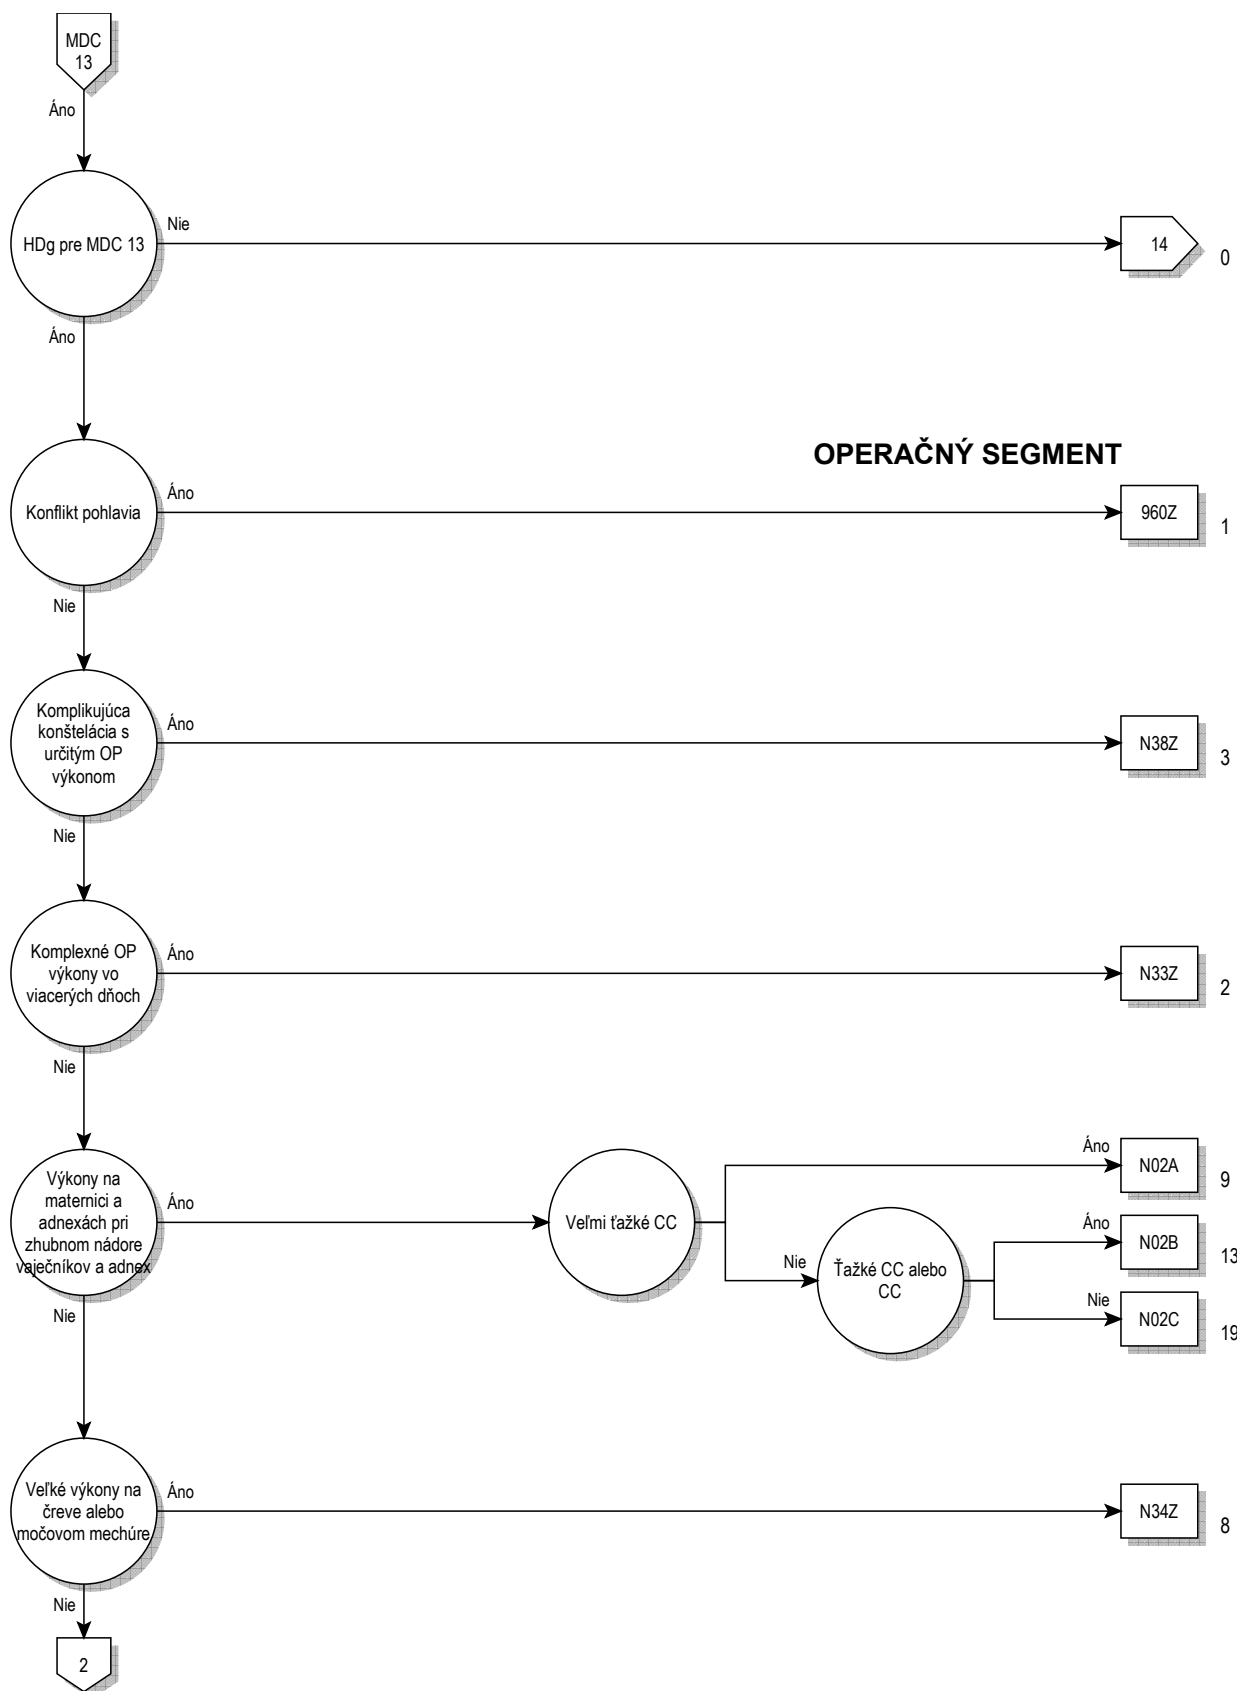 MDC
13
Áno
HDg pre MDC 13
Nie
14
0
Áno
OPERAČNÝ SEGMENT
Konflikt pohlavia
Áno
960Z
1
Nie
Komplikujúca
konštelácia s
určitým OP
výkonom
Áno
N38Z
3
Nie
Komplexné OP
výkony vo
viacerých dňoch
Áno
N33Z
2
Nie
Výkony na
maternici a
adnexách pri
zhubnom nádore
vaječníkov a adnex
Áno
Veľmi ťažké CC
Áno
N02A
9
Nie
Ťažké CC alebo
CC
Áno
N02B
13
Nie
N02C
19
Nie
Veľké výkony na
čreve alebo
močovom mechúre
Áno
N34Z
8
Nie
2